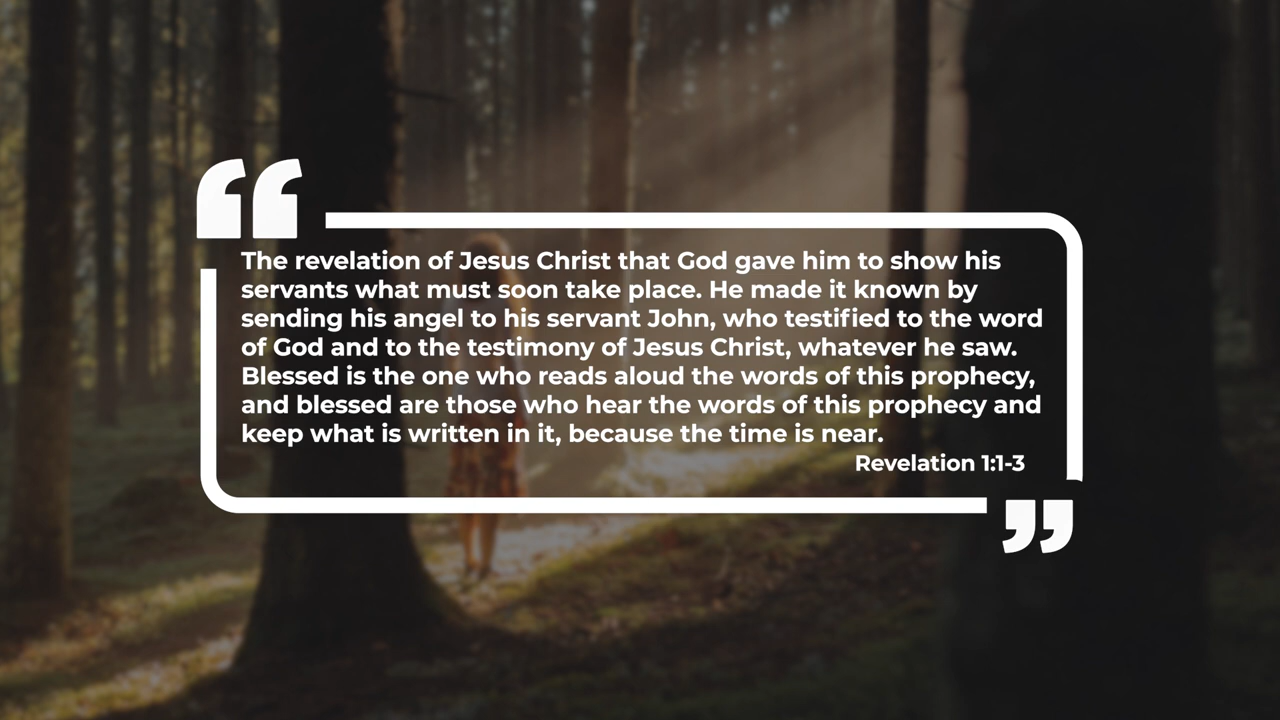 “
The revelation of Jesus Christ that God gave him to show his
servants what must soon take place. He made it known by
sending his angel to his servant John, who testified to the word
of God and to the testimony of Jesus Christ, whatever he saw.
Blessed is the one who reads aloud the words of this prophecy,
and blessed are those who hear the words of this prophecy and
keep what is written in it, because the time is near.
Revelation 1:1-3
”